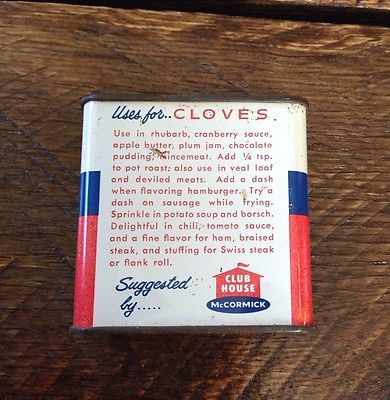 Uses for.. CLOVES
Use in rhubarb, cranberry sauce,
apple butter, plum jam, chocolate
pudding, mincemeat. Add ¼ tsp.
to pot roast; also use in veal loaf
and deviled meats. Add a dash
when flavoring hamburger. Try a
dash on sausage while frying.
Sprinkle in potato soup and borsch.
Delightful in chili, tomato sauce,
and a fine flavor for ham, braised
steak, and stuffing for Swiss steak
or flank roll.
Suggested
by.....
CLUB
HOUSE
McCORMICK